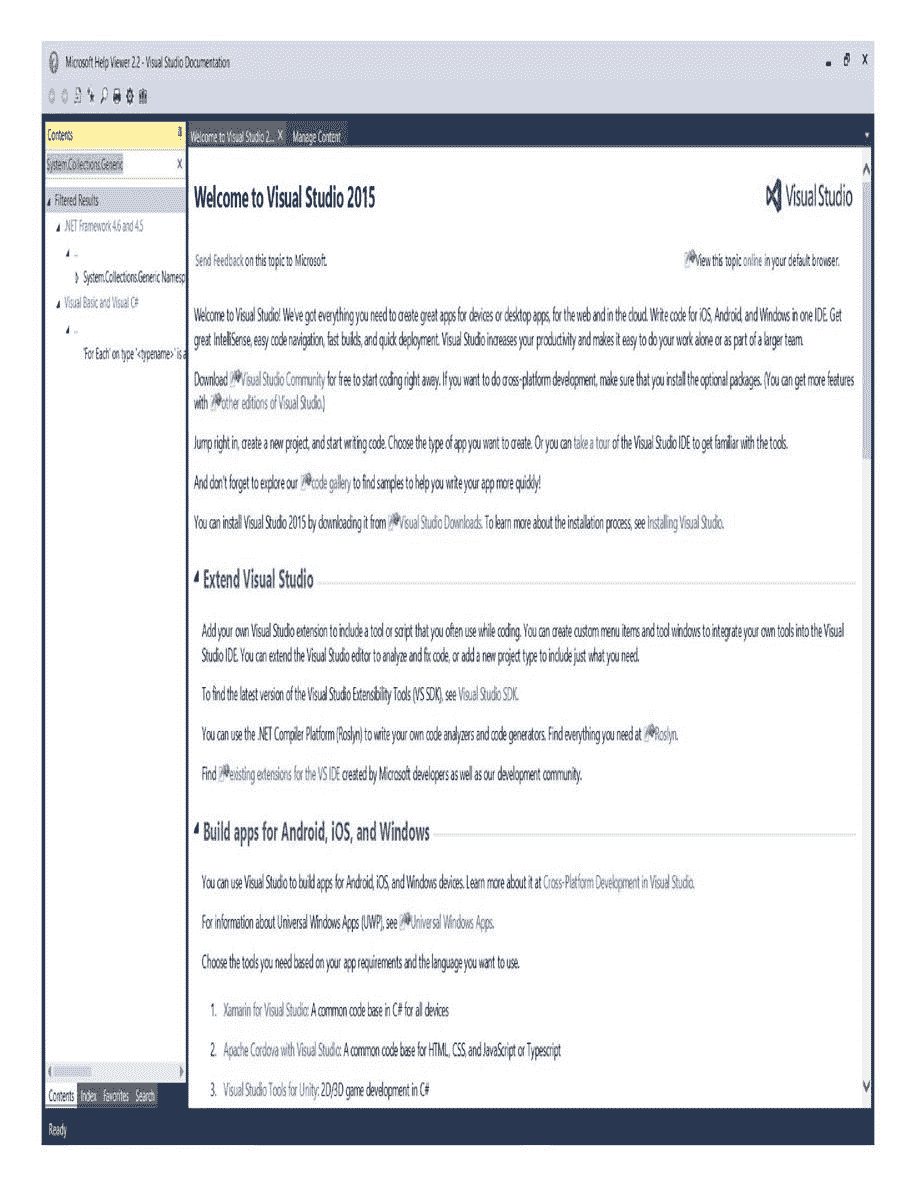 Microsoft Help Viewer 2.2 - Visual Studio Documentation
Contents
System.Collections.Generic
Filtered Results
.NET Framework 4.6 and 4.5
...
System.Collections.Generic Namesp
Visual Basic and Visual C#
...
'For Each' on type '<typename>' is a
Contents Index Favorites Search
Ready
Welcome to Visual Studio 2... X Manage Content
Welcome to Visual Studio 2015
Visual Studio
Send Feedback on this topic to Microsoft.
View this topic online in your default browser.
Welcome to Visual Studio! We've got everything you need to create great apps for devices or desktop apps, for the web and in the cloud. Write code for iOS, Android, and Windows in one IDE. Get
great IntelliSense, easy code navigation, fast builds, and quick deployment. Visual Studio increases your productivity and makes it easy to do your work alone or as part of a larger team.
Download Visual Studio Community for free to start coding right away. If you want to do cross-platform development, make sure that you install the optional packages. (You can get more features
with other editions of Visual Studio.)
Jump right in, create a new project, and start writing code. Choose the type of app you want to create. Or you can take a tour of the Visual Studio IDE to get familiar with the tools.
And don't forget to explore our code gallery to find samples to help you write your app more quickly!
You can install Visual Studio 2015 by downloading it from Visual Studio Downloads. To learn more about the installation process, see Installing Visual Studio.
Extend Visual Studio
Add your own Visual Studio extension to include a tool or script that you often use while coding. You can create custom menu items and tool windows to integrate your own tools into the Visual
Studio IDE. You can extend the Visual Studio editor to analyze and fix code, or add a new project type to include just what you need.
To find the latest version of the Visual Studio Extensibility Tools (VS SDK), see Visual Studio SDK.
You can use the .NET Compiler Platform (Roslyn) to write your own code analyzers and code generators. Find everything you need at Roslyn.
Find existing extensions for the VS IDE created by Microsoft developers as well as our development community.
Build apps for Android, iOS, and Windows
You can use Visual Studio to build apps for Android, iOS, and Windows devices. Learn more about it at Cross-Platform Development in Visual Studio.
For information about Universal Windows Apps (UWP), see Universal Windows Apps.
Choose the tools you need based on your app requirements and the language you want to use.
1. Xamarin for Visual Studio: A common code base in C# for all devices
2. Apache Cordova with Visual Studio: A common code base for HTML, CSS, and JavaScript or Typescript
3. Visual Studio Tools for Unity: 2D/3D game development in C#